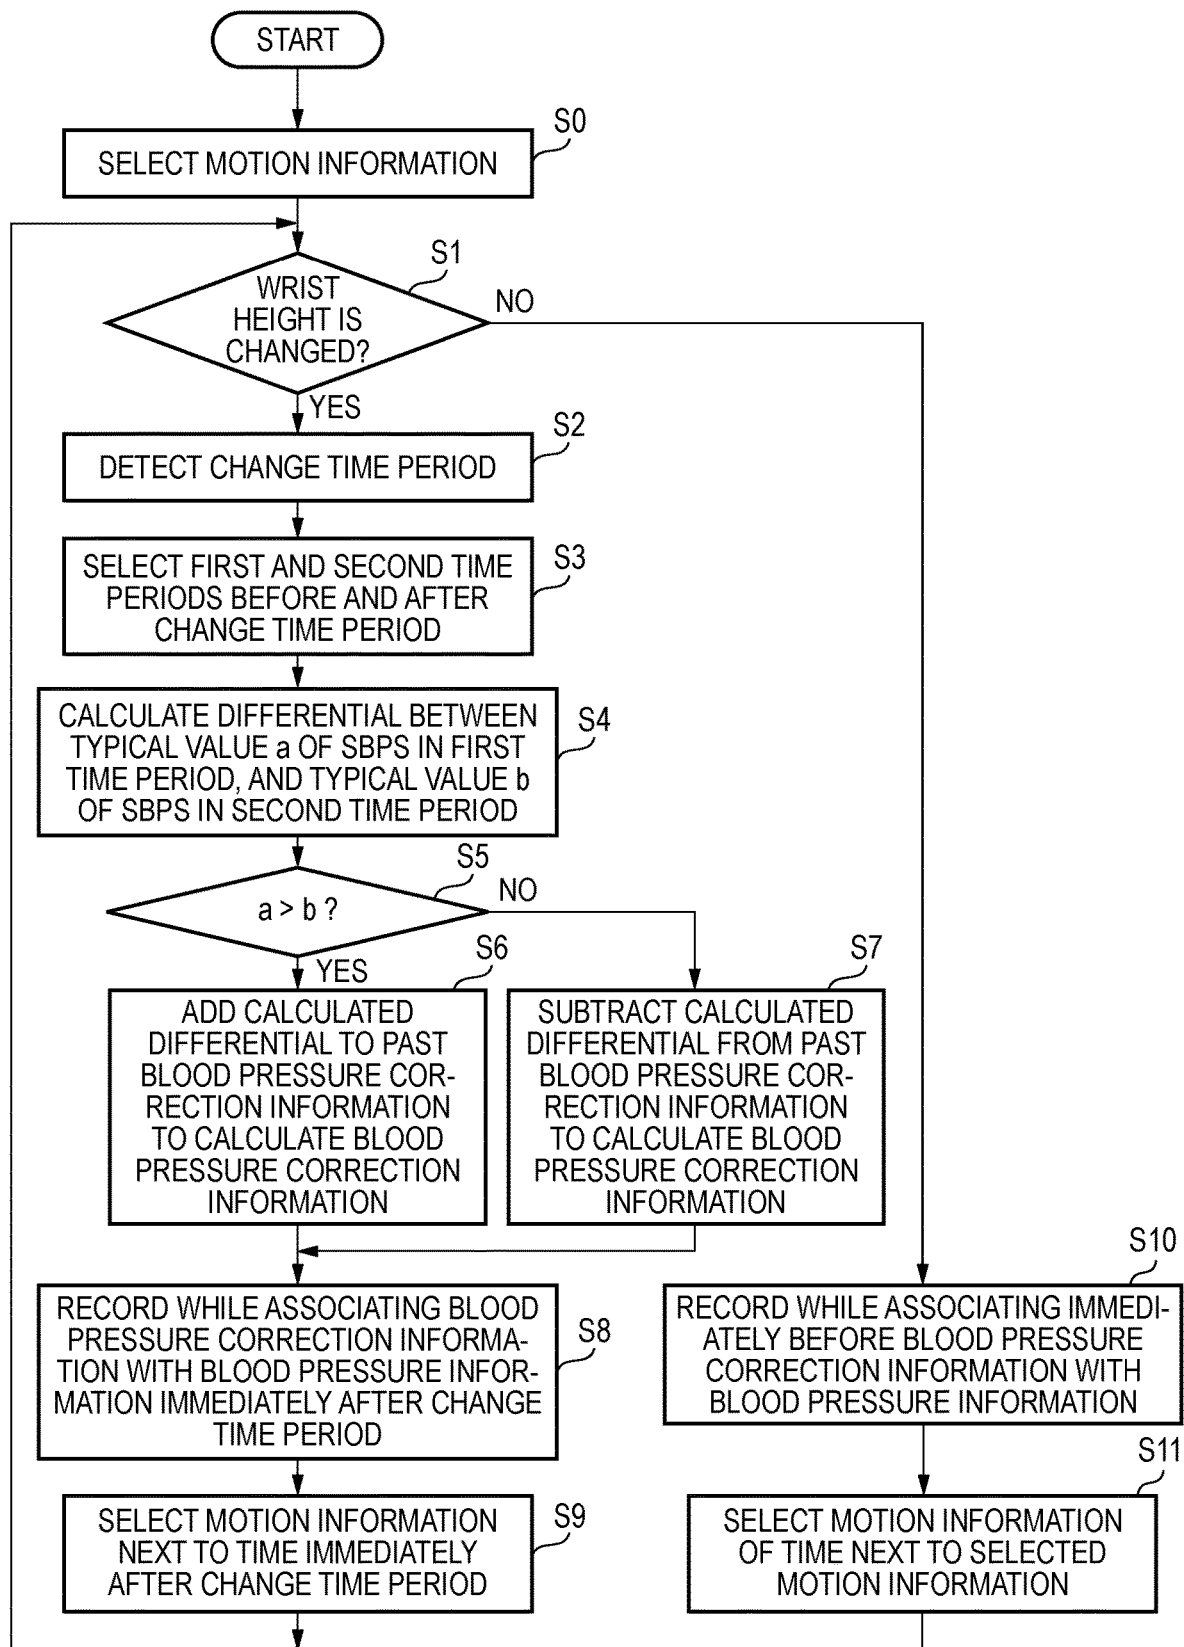 START
S0
SELECT MOTION INFORMATION
S1
WRIST
HEIGHT IS
CHANGED?
NO
YES
S2
DETECT CHANGE TIME PERIOD
S3
SELECT FIRST AND SECOND TIME
PERIODS BEFORE AND AFTER
CHANGE TIME PERIOD
S4
CALCULATE DIFFERENTIAL BETWEEN
TYPICAL VALUE a OF SBPS IN FIRST
TIME PERIOD, AND TYPICAL VALUE b
OF SBPS IN SECOND TIME PERIOD
S5
a > b ?
NO
YES
S6
ADD CALCULATED
DIFFERENTIAL TO PAST
BLOOD PRESSURE COR-
RECTION INFORMATION
TO CALCULATE BLOOD
PRESSURE CORRECTION
INFORMATION
S7
SUBTRACT CALCULATED
DIFFERENTIAL FROM PAST
BLOOD PRESSURE COR-
RECTION INFORMATION
TO CALCULATE BLOOD
PRESSURE CORRECTION
INFORMATION
S8
RECORD WHILE ASSOCIATING BLOOD
PRESSURE CORRECTION INFORMA-
TION WITH BLOOD PRESSURE INFOR-
MATION IMMEDIATELY AFTER CHANGE
TIME PERIOD
S10
RECORD WHILE ASSOCIATING IMMEDI-
ATELY BEFORE BLOOD PRESSURE
CORRECTION INFORMATION WITH
BLOOD PRESSURE INFORMATION
S9
SELECT MOTION INFORMATION
NEXT TO TIME IMMEDIATELY
AFTER CHANGE TIME PERIOD
S11
SELECT MOTION INFORMATION
OF TIME NEXT TO SELECTED
MOTION INFORMATION